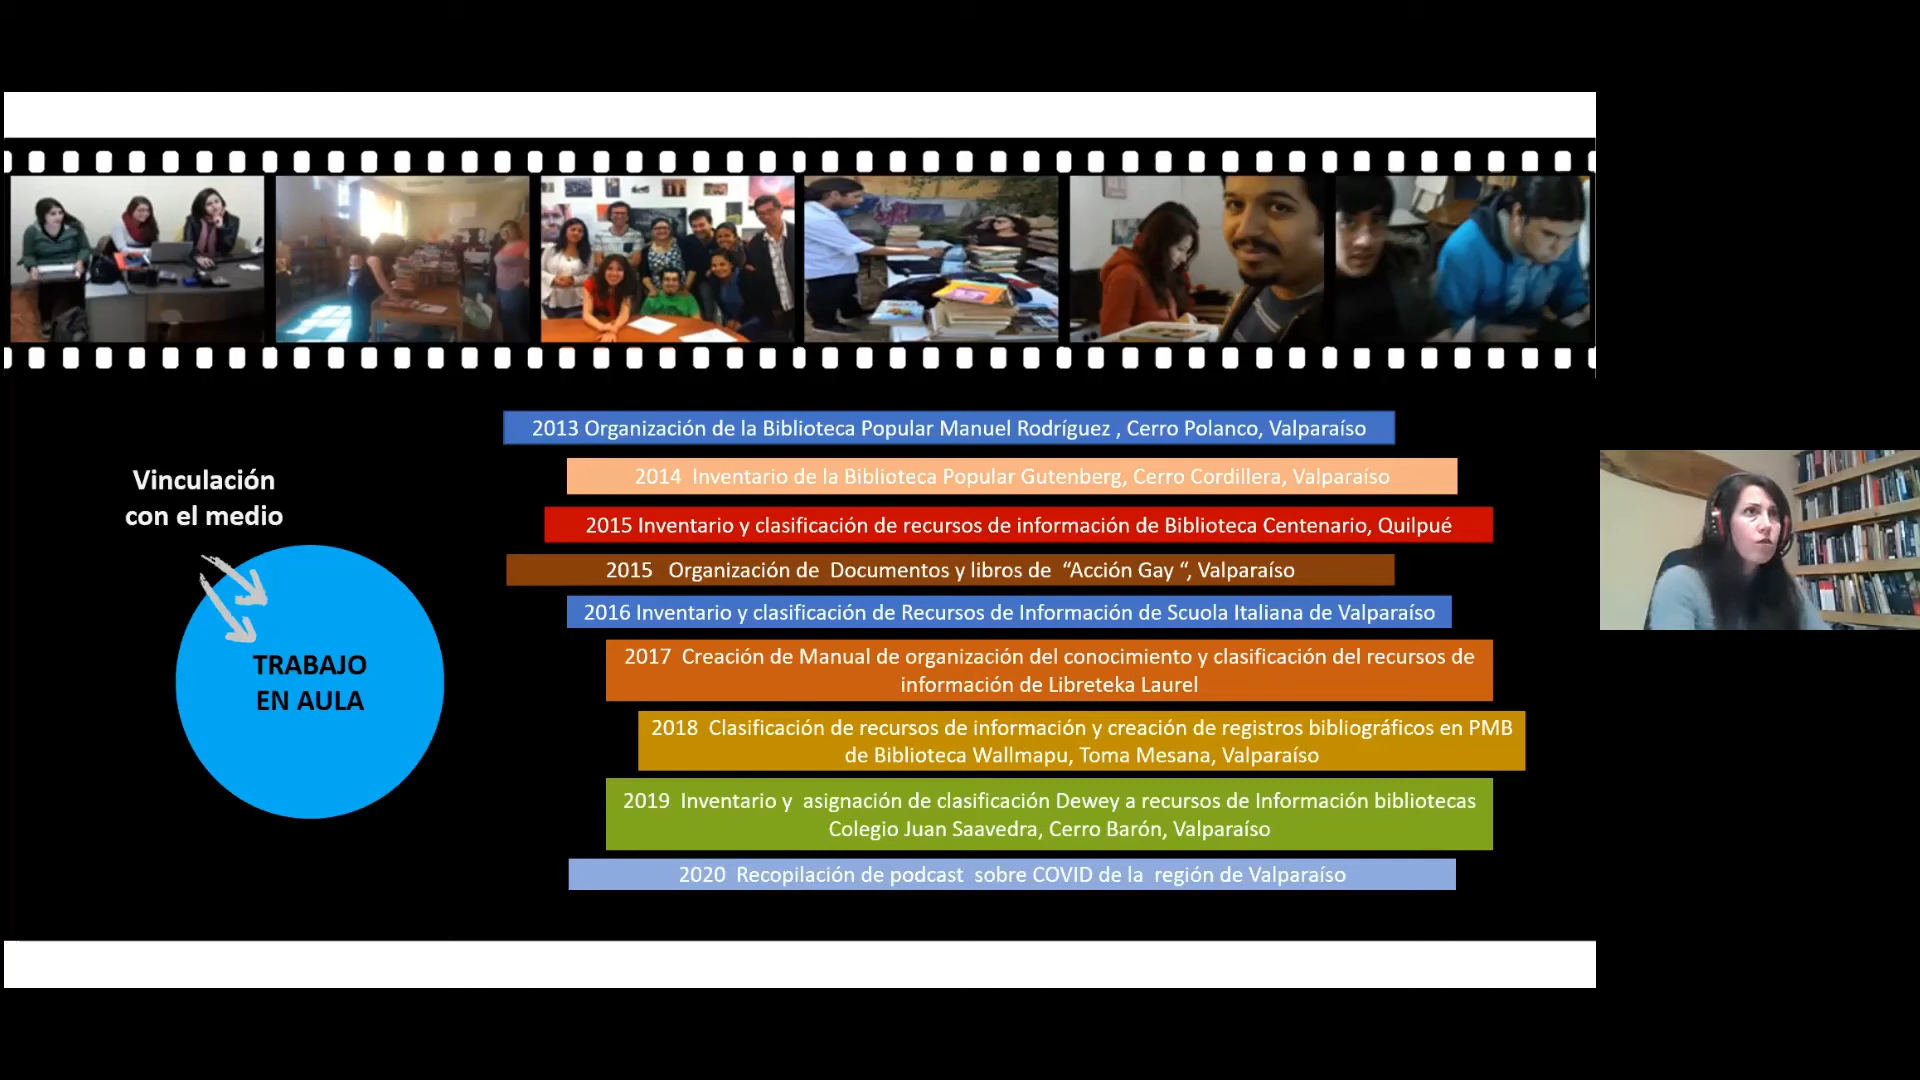 Vinculación
con el medio
TRABAJO
EN AULA
2013 Organización de la Biblioteca Popular Manuel Rodríguez , Cerro Polanco, Valparaíso
2014 Inventario de la Biblioteca Popular Gutenberg, Cerro Cordillera, Valparaíso
2015 Inventario y clasificación de recursos de información de Biblioteca Centenario, Quilpué
2015 Organización de Documentos y libros de “Acción Gay “, Valparaíso
2016 Inventario y clasificación de Recursos de Información de Scuola Italiana de Valparaíso
2017 Creación de Manual de organización del conocimiento y clasificación del recursos de
información de Libreteka Laurel
2018 Clasificación de recursos de información y creación de registros bibliográficos en PMB
de Biblioteca Wallmapu, Toma Mesana, Valparaíso
2019 Inventario y asignación de clasificación Dewey a recursos de Información bibliotecas
Colegio Juan Saavedra, Cerro Barón, Valparaíso
2020 Recopilación de podcast sobre COVID de la región de Valparaíso